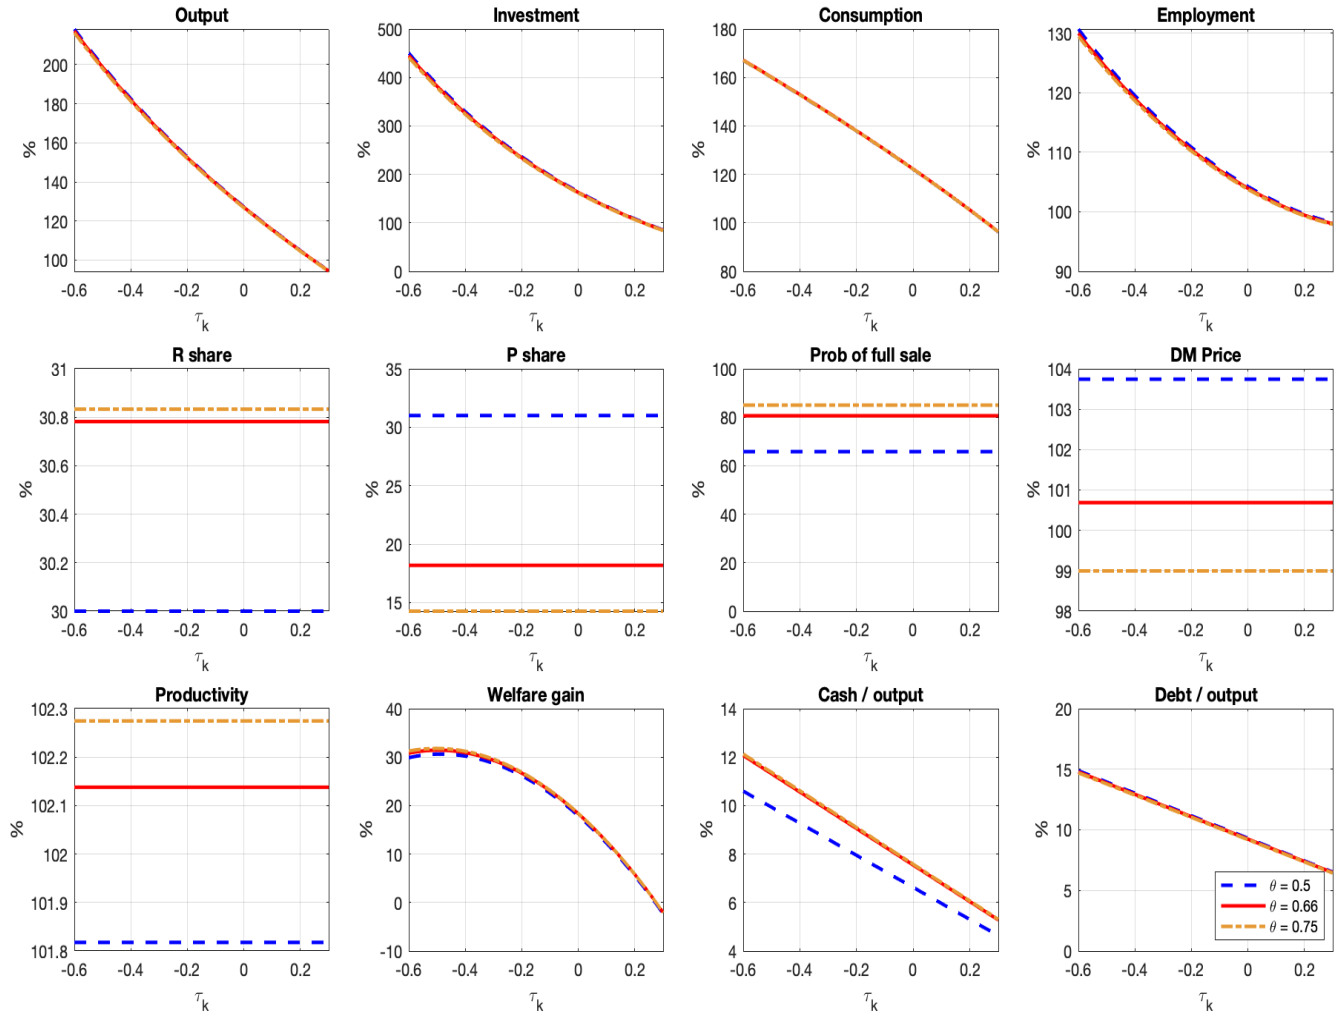 Output
Investment
Consumption
Employment
200
180
160
140
120
100
%
-0.6 -0.4 -0.2 0 0.2
τk
500
400
300
200
100
0
%
-0.6 -0.4 -0.2 0 0.2
τk
180
160
140
120
100
80
%
-0.6 -0.4 -0.2 0 0.2
τk
130
120
110
100
90
%
-0.6 -0.4 -0.2 0 0.2
τk
R share
P share
Prob of full sale
DM Price
31
30.8
30.6
30.4
30.2
30
%
-0.6 -0.4 -0.2 0 0.2
τk
35
30
25
20
15
%
-0.6 -0.4 -0.2 0 0.2
τk
100
80
60
40
20
0
%
-0.6 -0.4 -0.2 0 0.2
τk
104
103
102
101
100
99
98
%
-0.6 -0.4 -0.2 0 0.2
τk
Productivity
Welfare gain
Cash / output
Debt / output
102.3
102.2
102.1
102
101.9
101.8
%
-0.6 -0.4 -0.2 0 0.2
τk
40
30
20
10
0
-10
%
-0.6 -0.4 -0.2 0 0.2
τk
14
12
10
8
6
4
%
-0.6 -0.4 -0.2 0 0.2
τk
20
15
10
5
0
%
-0.6 -0.4 -0.2 0 0.2
τk
θ = 0.5
θ = 0.66
θ = 0.75